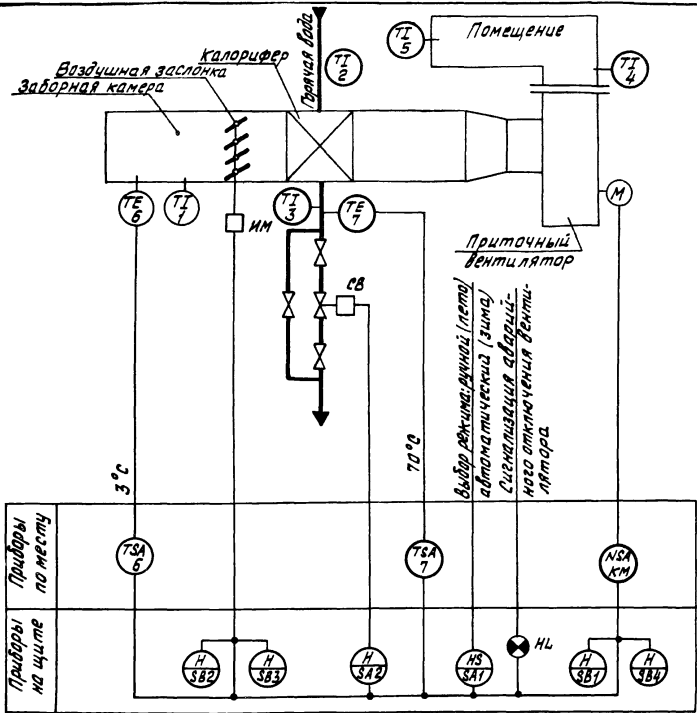 Помещение
TI
5
TI
4
TI
2
Горячая вода
Калорифер
Воздушная заслонка
Заборная камера
TE
6
TI
1
ИМ
TI
3
TE
7
СВ
M
Приточный
вентилятор
3°С
70°С
Выбор режима: ручной (лето)
автоматический (зима)
Сигнализация аварий-
ного отключения венти-
лятора
Приборы
по месту
TSA
6
TSA
7
NSA
KM
Приборы
на щите
H
SB2
H
SB3
H
SA2
HS
SA1
HL
H
SB1
H
SB4